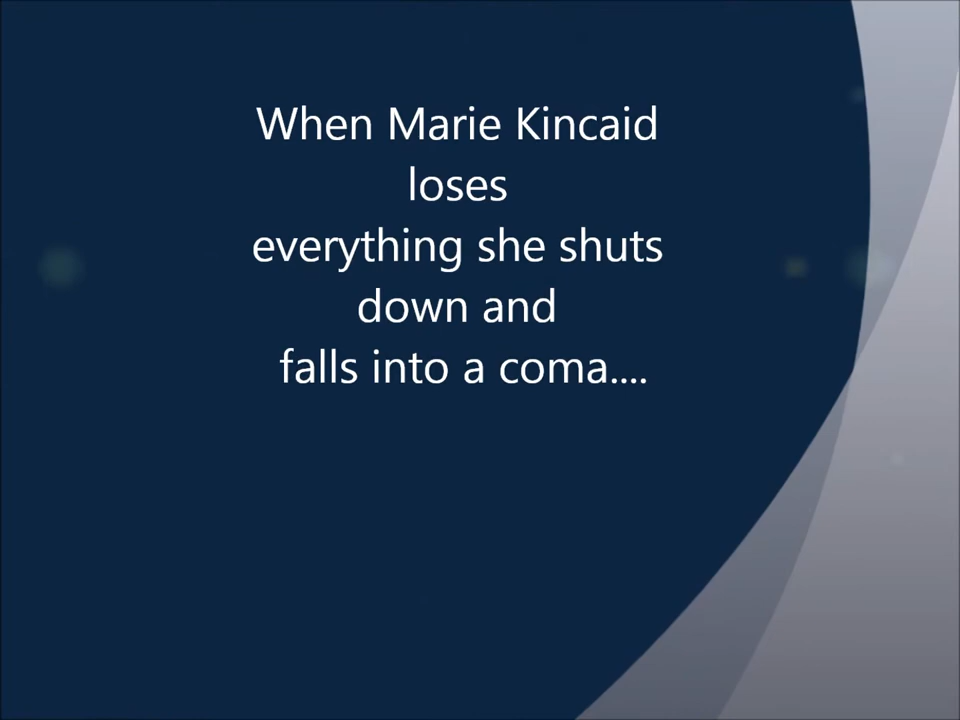 When Marie Kincaid
loses
everything she shuts
down and
falls into a coma....